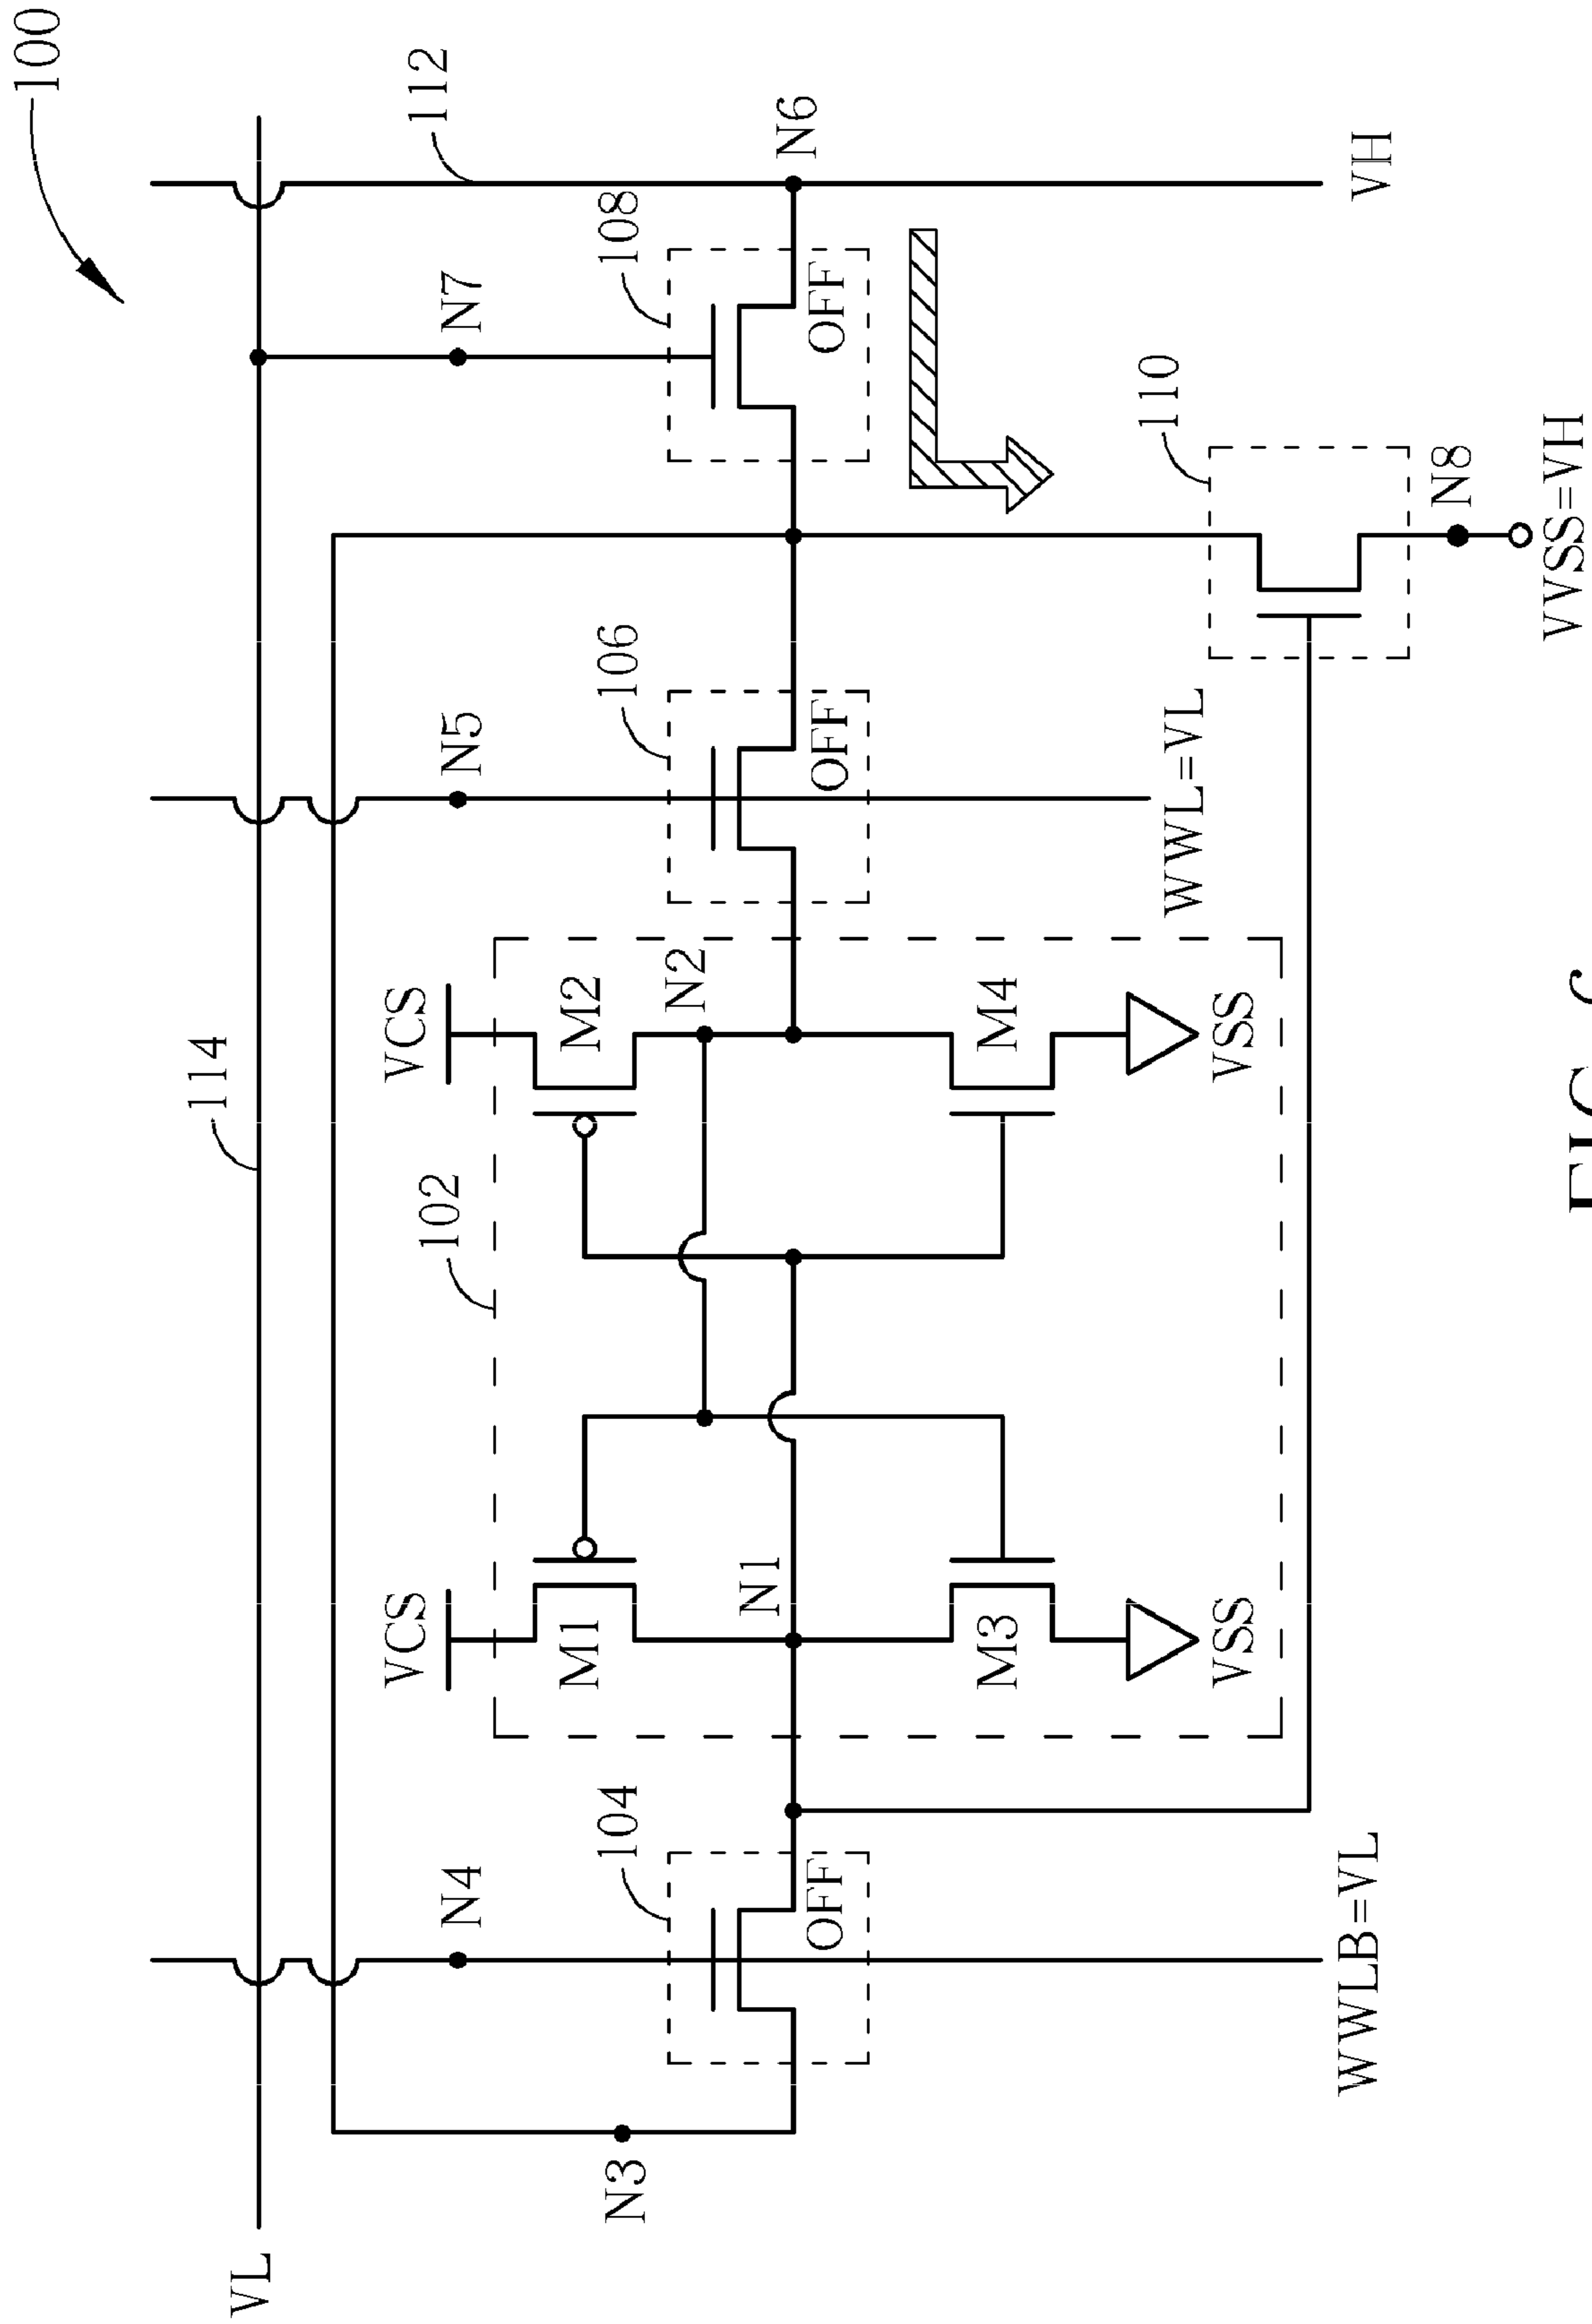 100
114
VL
112
VCS
VCS
102
N4
N5
N7
M1
M2
104
106
108
N3
N2
N1
N6
OFF
OFF
OFF
M3
M4
110
WWL=VL
VSS
VSS
WWLB=VL
VH
N8
VVSS=VH
FIG.